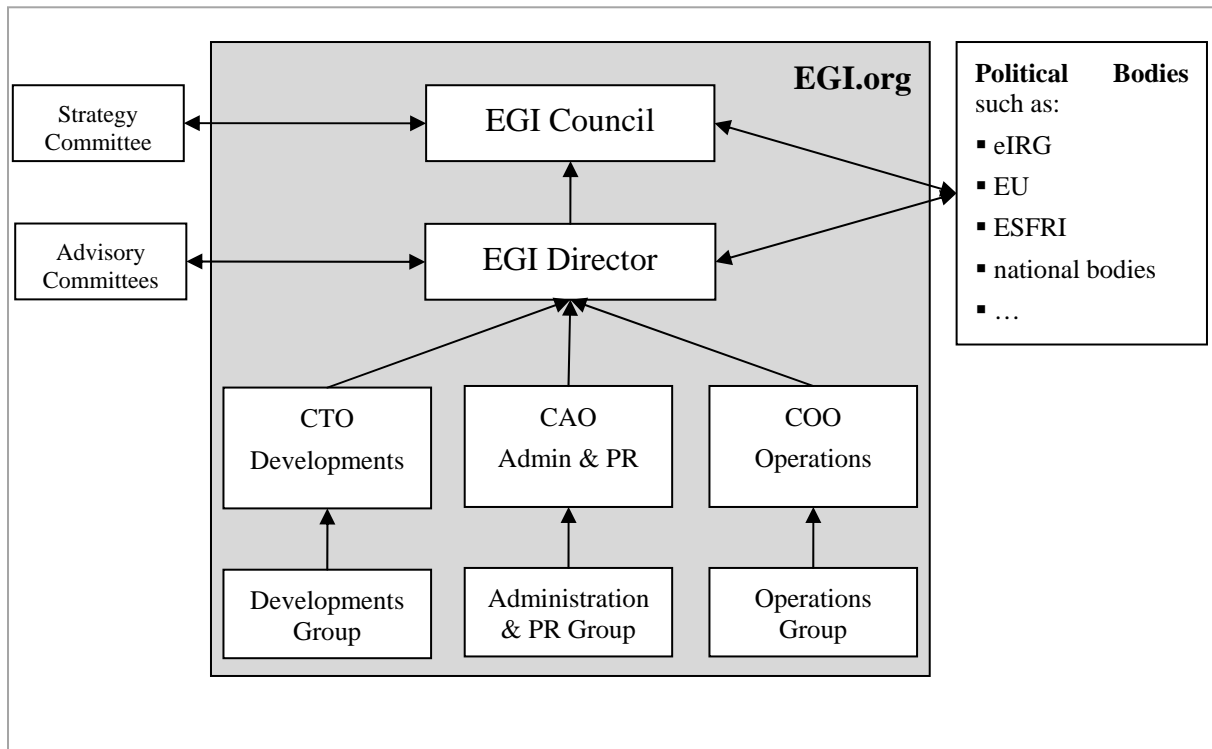 EGI.org
Political Bodies
such as:
▪ eIRG
▪ EU
▪ ESFRI
▪ national bodies
▪ …
Strategy
Committee
EGI Council
Advisory
Committees
EGI Director
CTO
Developments
CAO
Admin & PR
COO
Operations
Developments
Group
Administration
& PR Group
Operations
Group